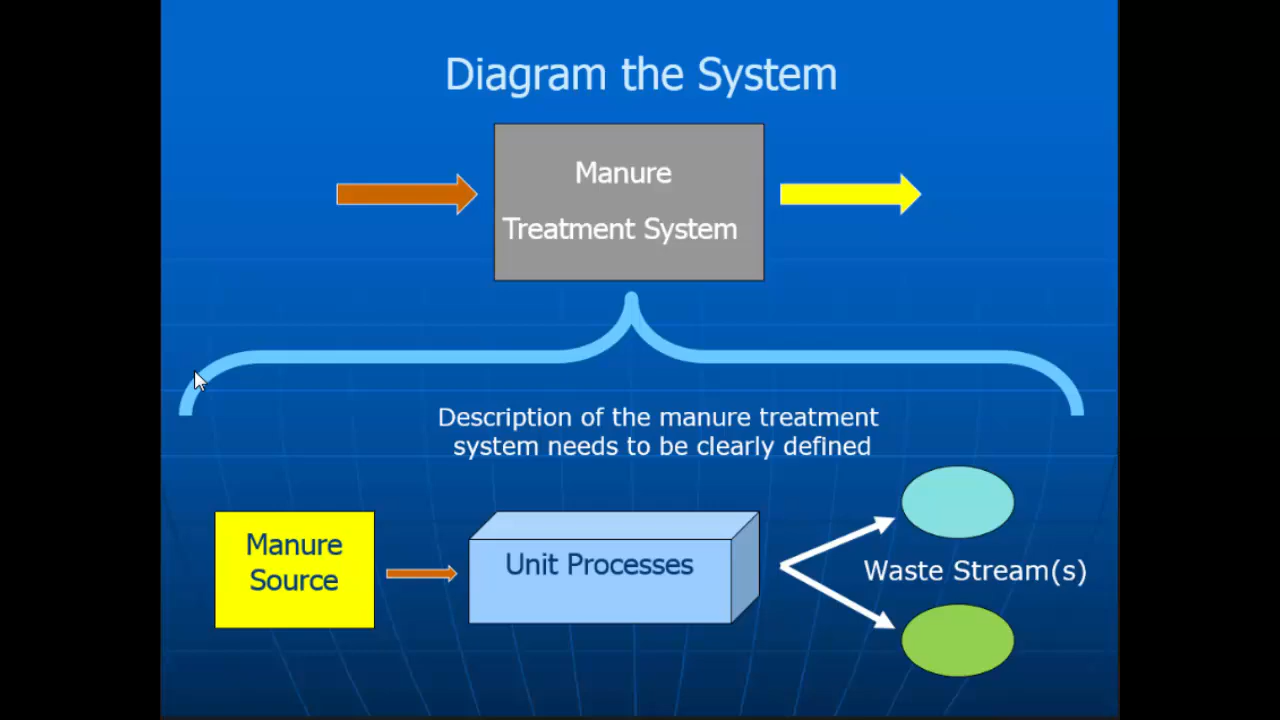 Diagram the System
Manure
Treatment System
Description of the manure treatment
system needs to be clearly defined
Manure
Source
Unit Processes
Waste Stream(s)